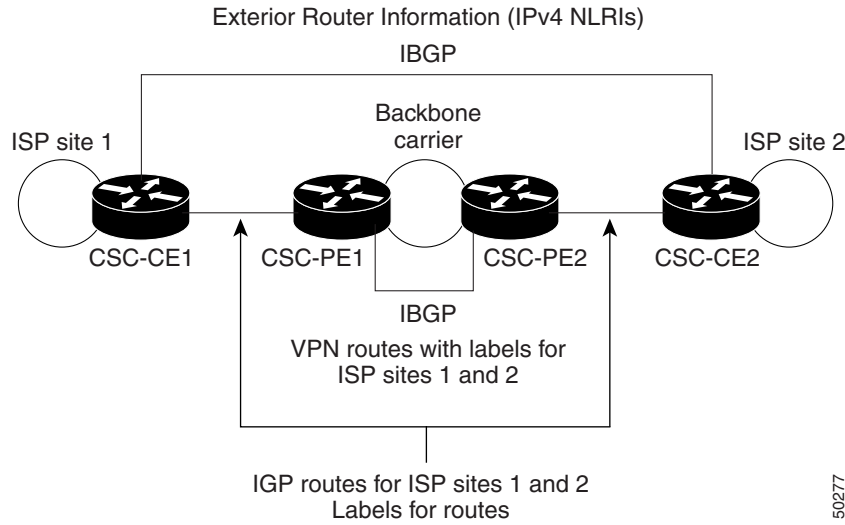 Exterior Router Information (IPv4 NLRIs)
IBGP
Backbone
carrier
ISP site 1
ISP site 2
CSC-CE1
CSC-PE1
CSC-PE2
CSC-CE2
IBGP
VPN routes with labels for
ISP sites 1 and 2
IGP routes for ISP sites 1 and 2
Labels for routes
50277